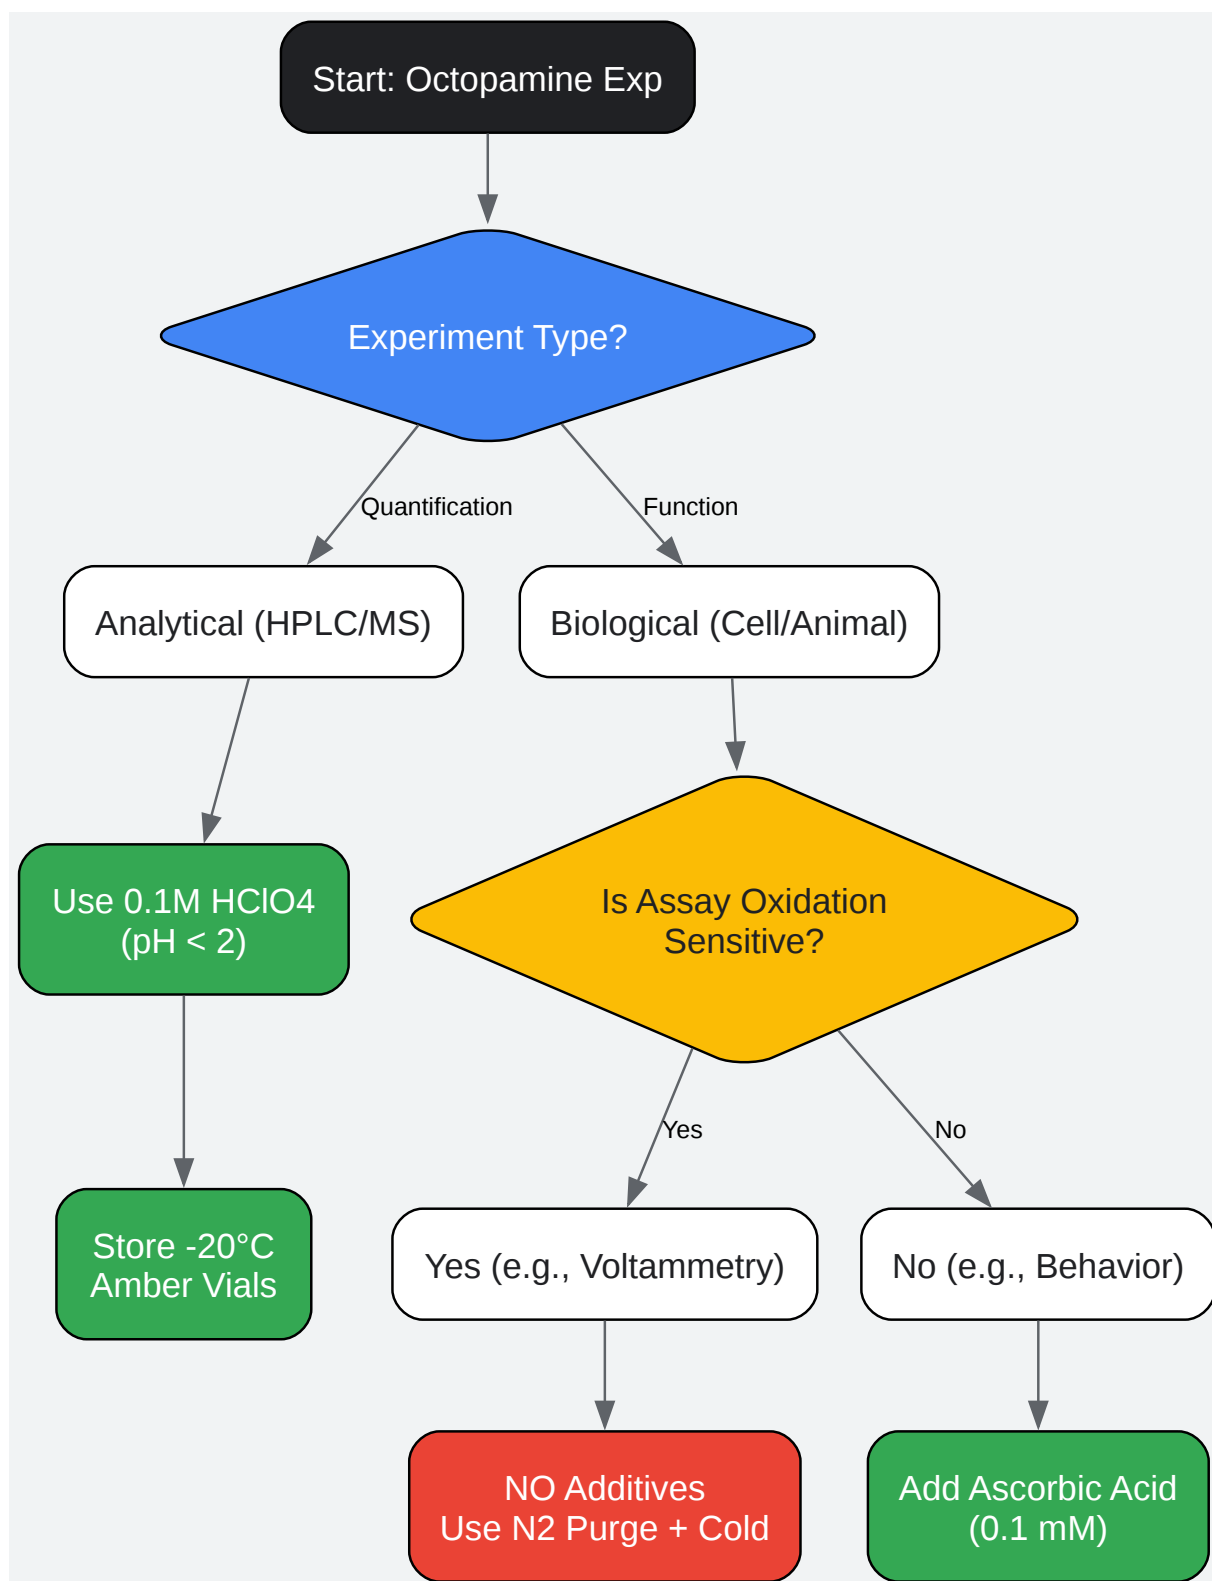 Start: Octopamine Exp
Experiment Type?
Quantification
Function
Analytical (HPLC/MS)
Biological (Cell/Animal)
Use 0.1M HClO4
(pH < 2)
Is Assay Oxidation
Sensitive?
Yes
No
Store -20°C
Amber Vials
Yes (e.g., Voltammetry)
No (e.g., Behavior)
NO Additives
Use N2 Purge + Cold
Add Ascorbic Acid
(0.1 mM)